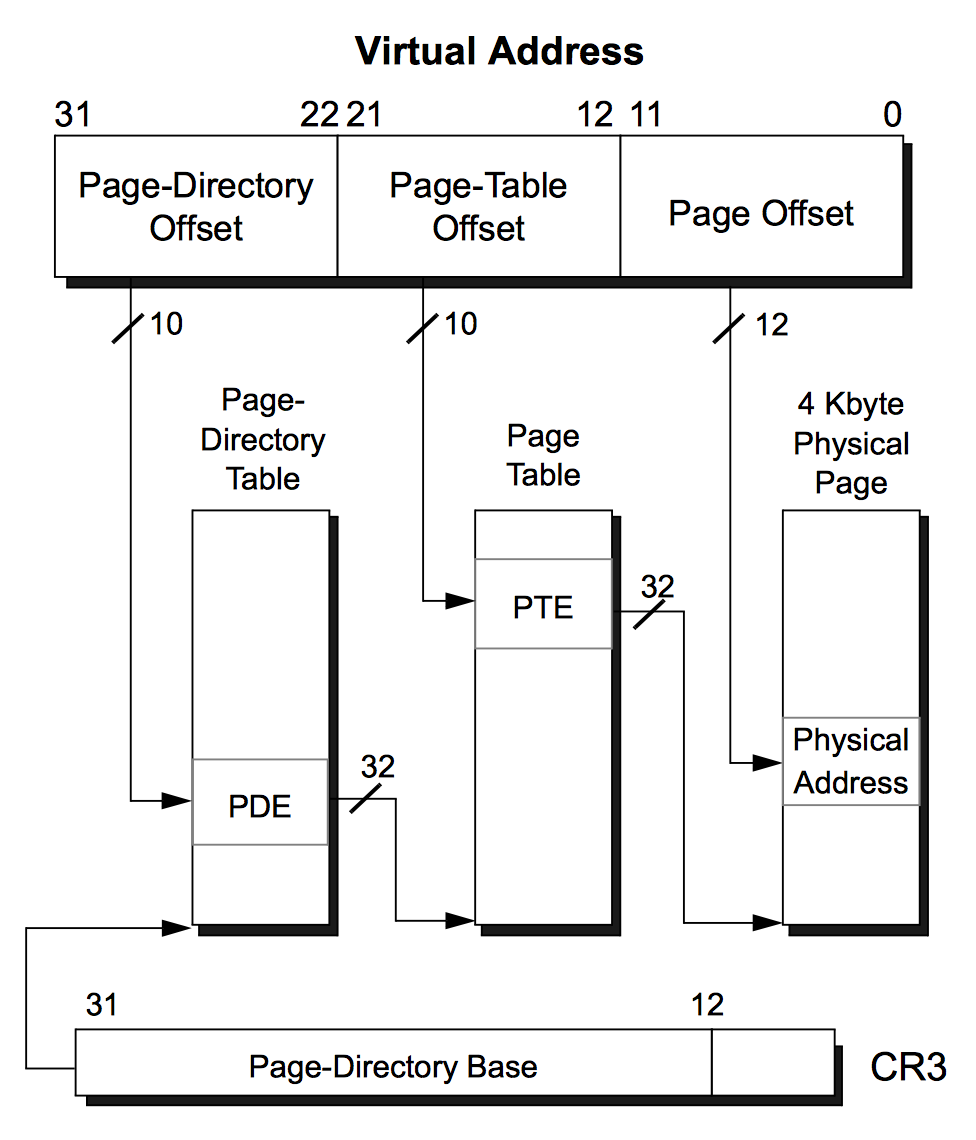 Virtual Address
31 22 21 12 11 0
Page-Directory
Offset
Page-Table
Offset
Page Offset
10
10
12
Page-
Directory
Table
Page
Table
4 Kbyte
Physical
Page
PTE
32
Physical
Address
32
PDE
31 12
Page-Directory Base
CR3